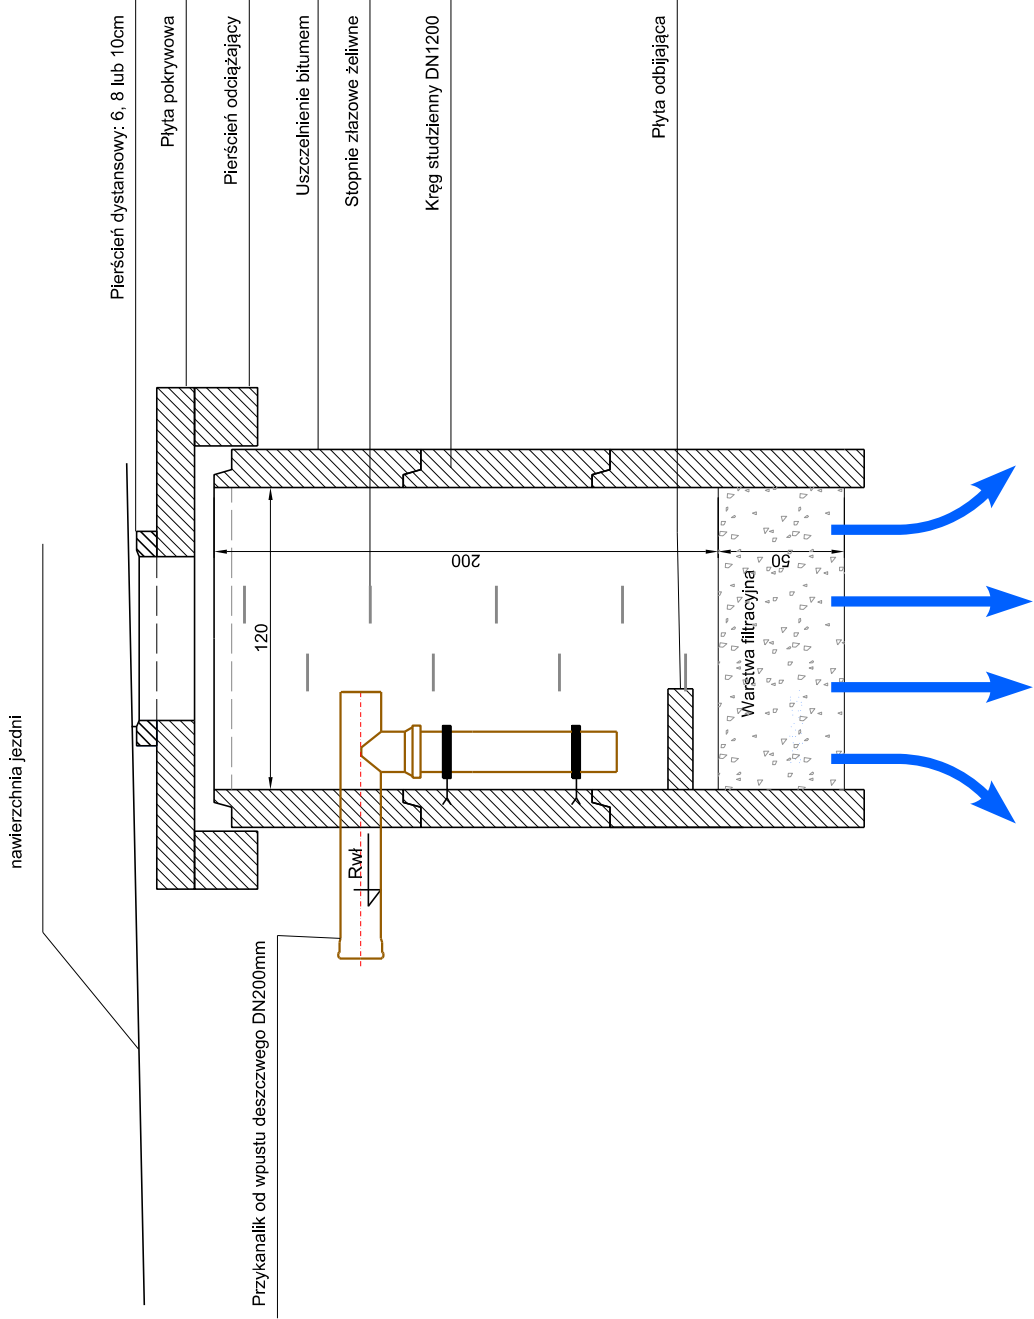 nawierzchnia jezdni
Pierścień dystansowy: 6, 8 lub 10cm
Płyta pokrywowa
Pierścień odciążający
Uszczelnienie bitumem
Stopnie złazowe żeliwne
Kręg studzienny DN1200
Płyta odbijająca
120
200
50
Warstwa filtracyjna
Rwł
Przykanalik od wpustu deszczwego DN200mm